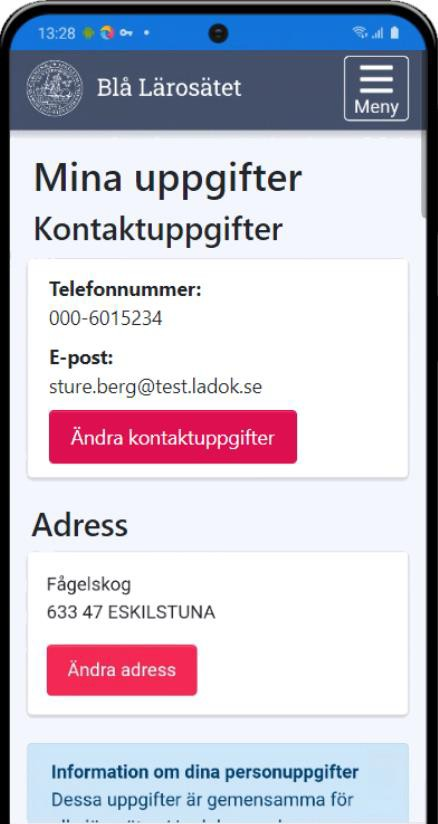 13:28
Blå Lärosätet
Meny
Mina uppgifter
Kontaktuppgifter
Telefonnummer:
000-6015234
E-post:
sture.berg@test.ladok.se
Ändra kontaktuppgifter
Adress
Fågelskog
633 47 ESKILSTUNA
Ändra adress
Information om dina personuppgifter
Dessa uppgifter är gemensamma för